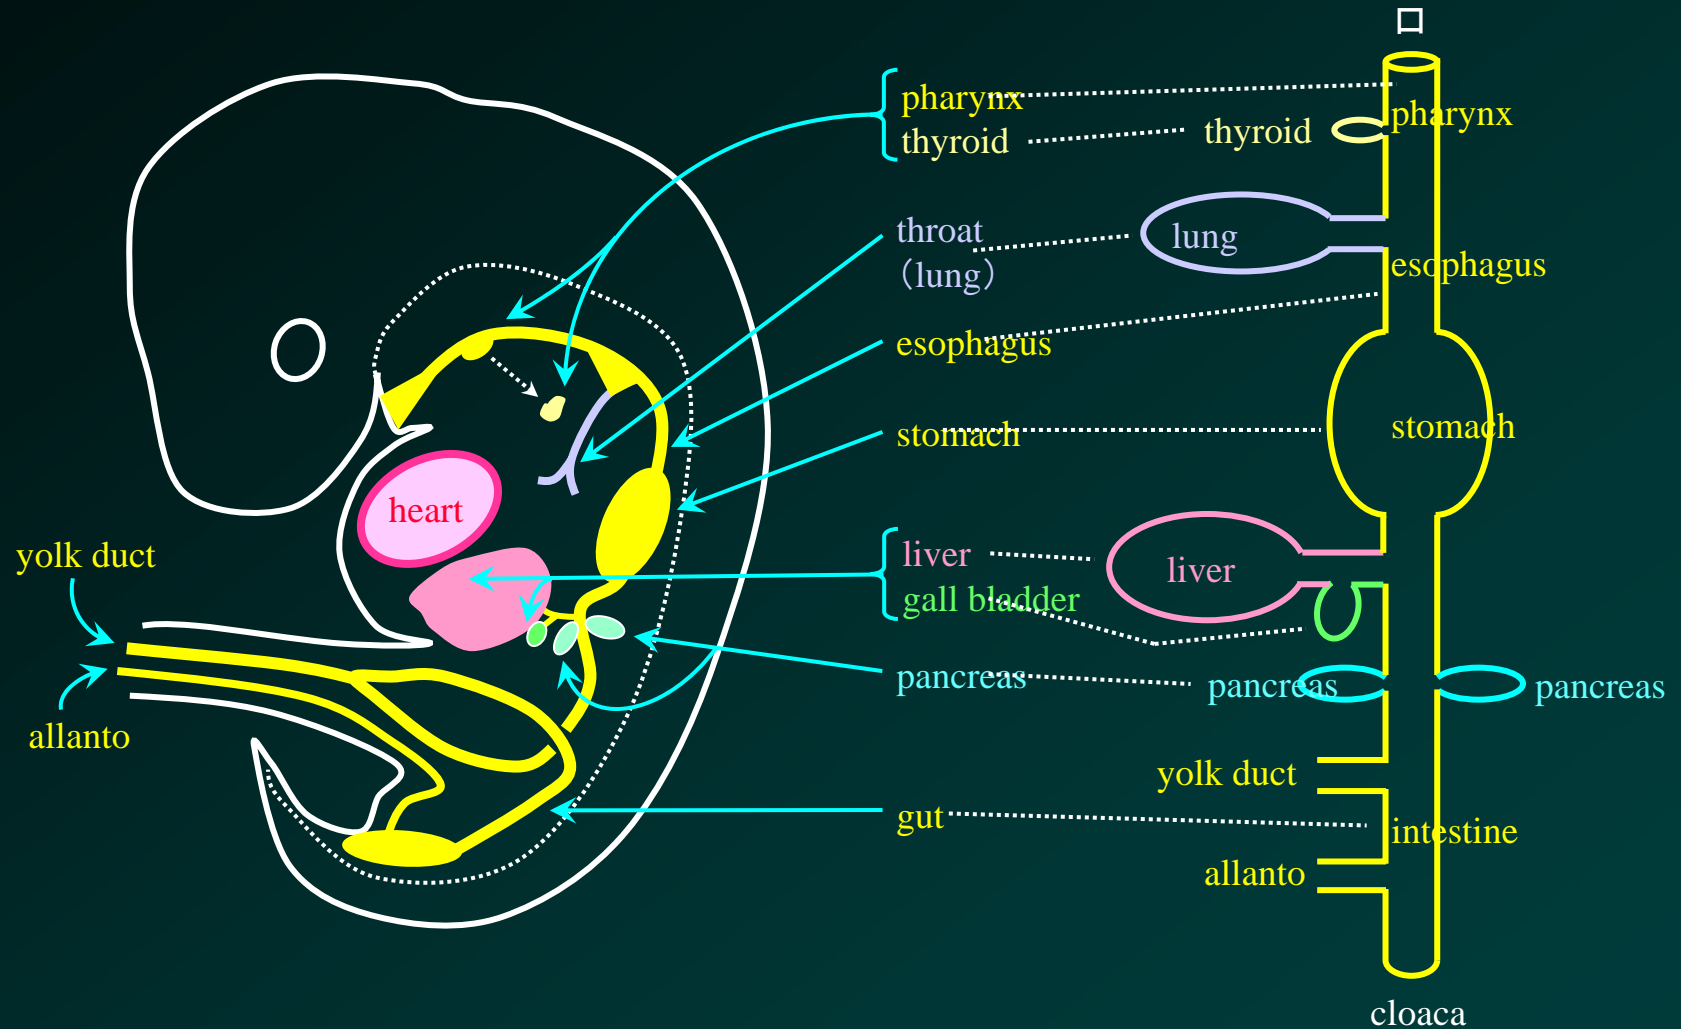 口
pharynx
thyroid
throat
（lung）
esophagus
stomach
liver
gall bladder
pancreas
gut
heart
yolk duct
allanto
pharynx
thyroid
lung
esophagus
stomach
liver
pancreas
pancreas
yolk duct
intestine
allanto
cloaca